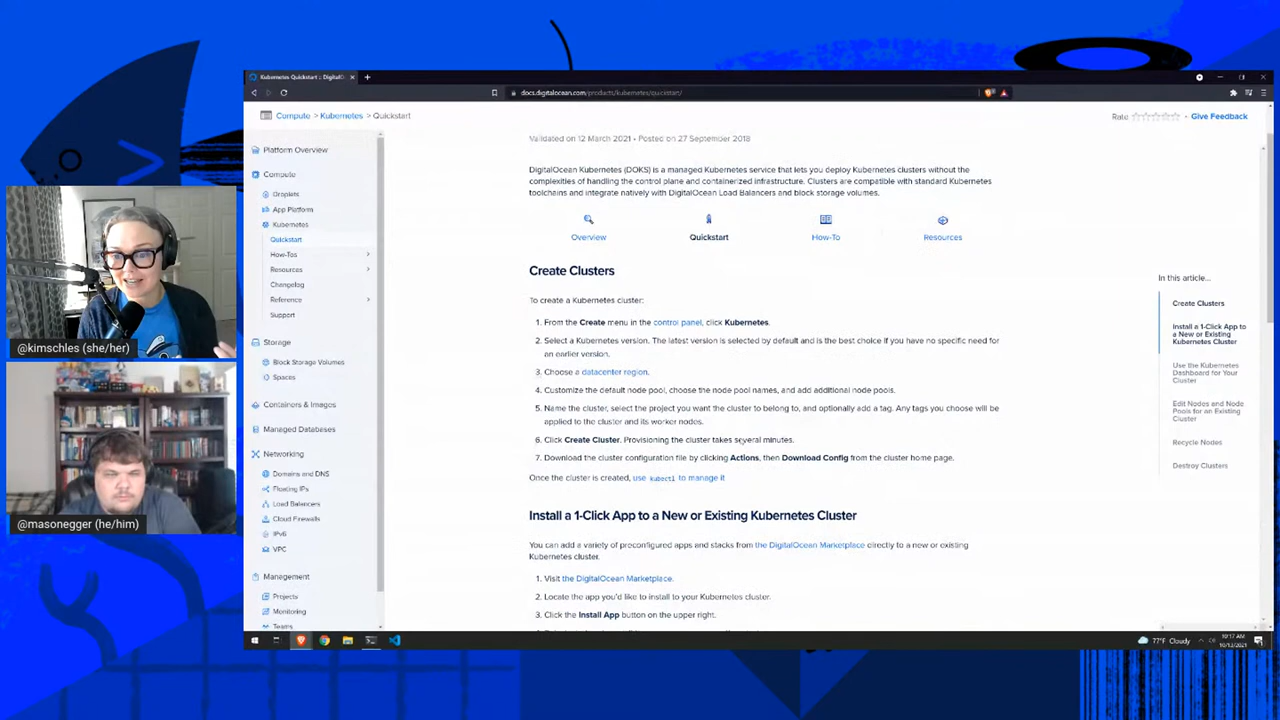 Kubernetes Quickstart :: DigitalO
docs.digitalocean.com/products/kubernetes/quickstart/
Compute > Kubernetes > Quickstart
Rate
Give Feedback
Platform Overview
Compute
Droplets
App Platform
Kubernetes
Quickstart
How-Tos
Resources
Changelog
Reference
Support
Storage
Block Storage Volumes
Spaces
Containers & Images
Managed Databases
Networking
Domains and DNS
Floating IPs
Load Balancers
Cloud Firewalls
IPv6
VPC
Management
Projects
Monitoring
Teams
Validated on 12 March 2021 • Posted on 27 September 2018
DigitalOcean Kubernetes (DOKS) is a managed Kubernetes service that lets you deploy Kubernetes clusters without the
complexities of handling the control plane and containerized infrastructure. Clusters are compatible with standard Kubernetes
toolchains and integrate natively with DigitalOcean Load Balancers and block storage volumes.
Overview
Quickstart
How-To
Resources
Create Clusters
To create a Kubernetes cluster:
1. From the Create menu in the control panel, click Kubernetes.
2. Select a Kubernetes version. The latest version is selected by default and is the best choice if you have no specific need for
an earlier version.
3. Choose a datacenter region.
4. Customize the default node pool, choose the node pool names, and add additional node pools.
5. Name the cluster, select the project you want the cluster to belong to, and optionally add a tag. Any tags you choose will be
applied to the cluster and its worker nodes.
6. Click Create Cluster. Provisioning the cluster takes several minutes.
7. Download the cluster configuration file by clicking Actions, then Download Config from the cluster home page.
Once the cluster is created, use kubectl to manage it
Install a 1-Click App to a New or Existing Kubernetes Cluster
You can add a variety of preconfigured apps and stacks from the DigitalOcean Marketplace directly to a new or existing
Kubernetes cluster.
1. Visit the DigitalOcean Marketplace.
2. Locate the app you'd like to install to your Kubernetes cluster.
3. Click the Install App button on the upper right.
In this article...
Create Clusters
Install a 1-Click App to
a New or Existing
Kubernetes Cluster
Use the Kubernetes
Dashboard for Your
Cluster
Edit Nodes and Node
Pools for an Existing
Cluster
Recycle Nodes
Destroy Clusters
@kimschles (she/her)
@masonegger (he/him)
77°F Cloudy
10:17 AM
10/12/2021